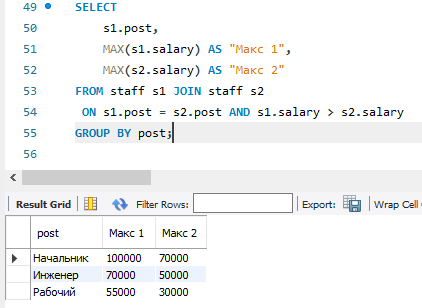 49 SELECT
50 s1.post,
51 MAX(s1.salary) AS "Макс 1",
52 MAX(s2.salary) AS "Макс 2"
53 FROM staff s1 JOIN staff s2
54 ON s1.post = s2.post AND s1.salary > s2.salary
55 GROUP BY post;
56
Result Grid Filter Rows: Export: Wrap Cell
post Макс 1 Макс 2
Начальник 100000 70000
Инженер 70000 50000
Рабочий 55000 30000